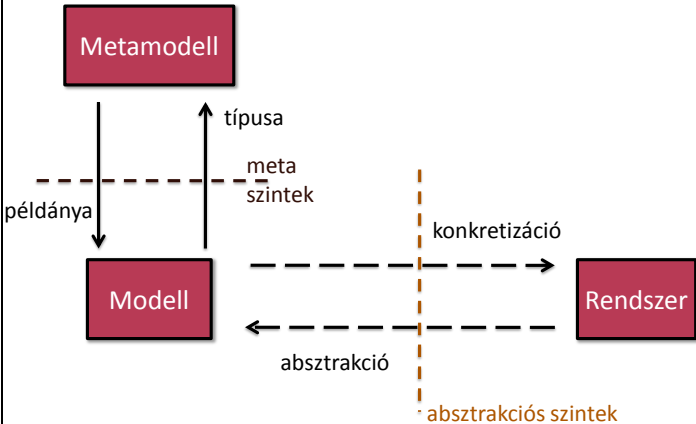 Metamodell
típusa
meta
szintek
példánya
konkretizáció
Modell
Rendszer
absztrakció
absztrakciós szintek